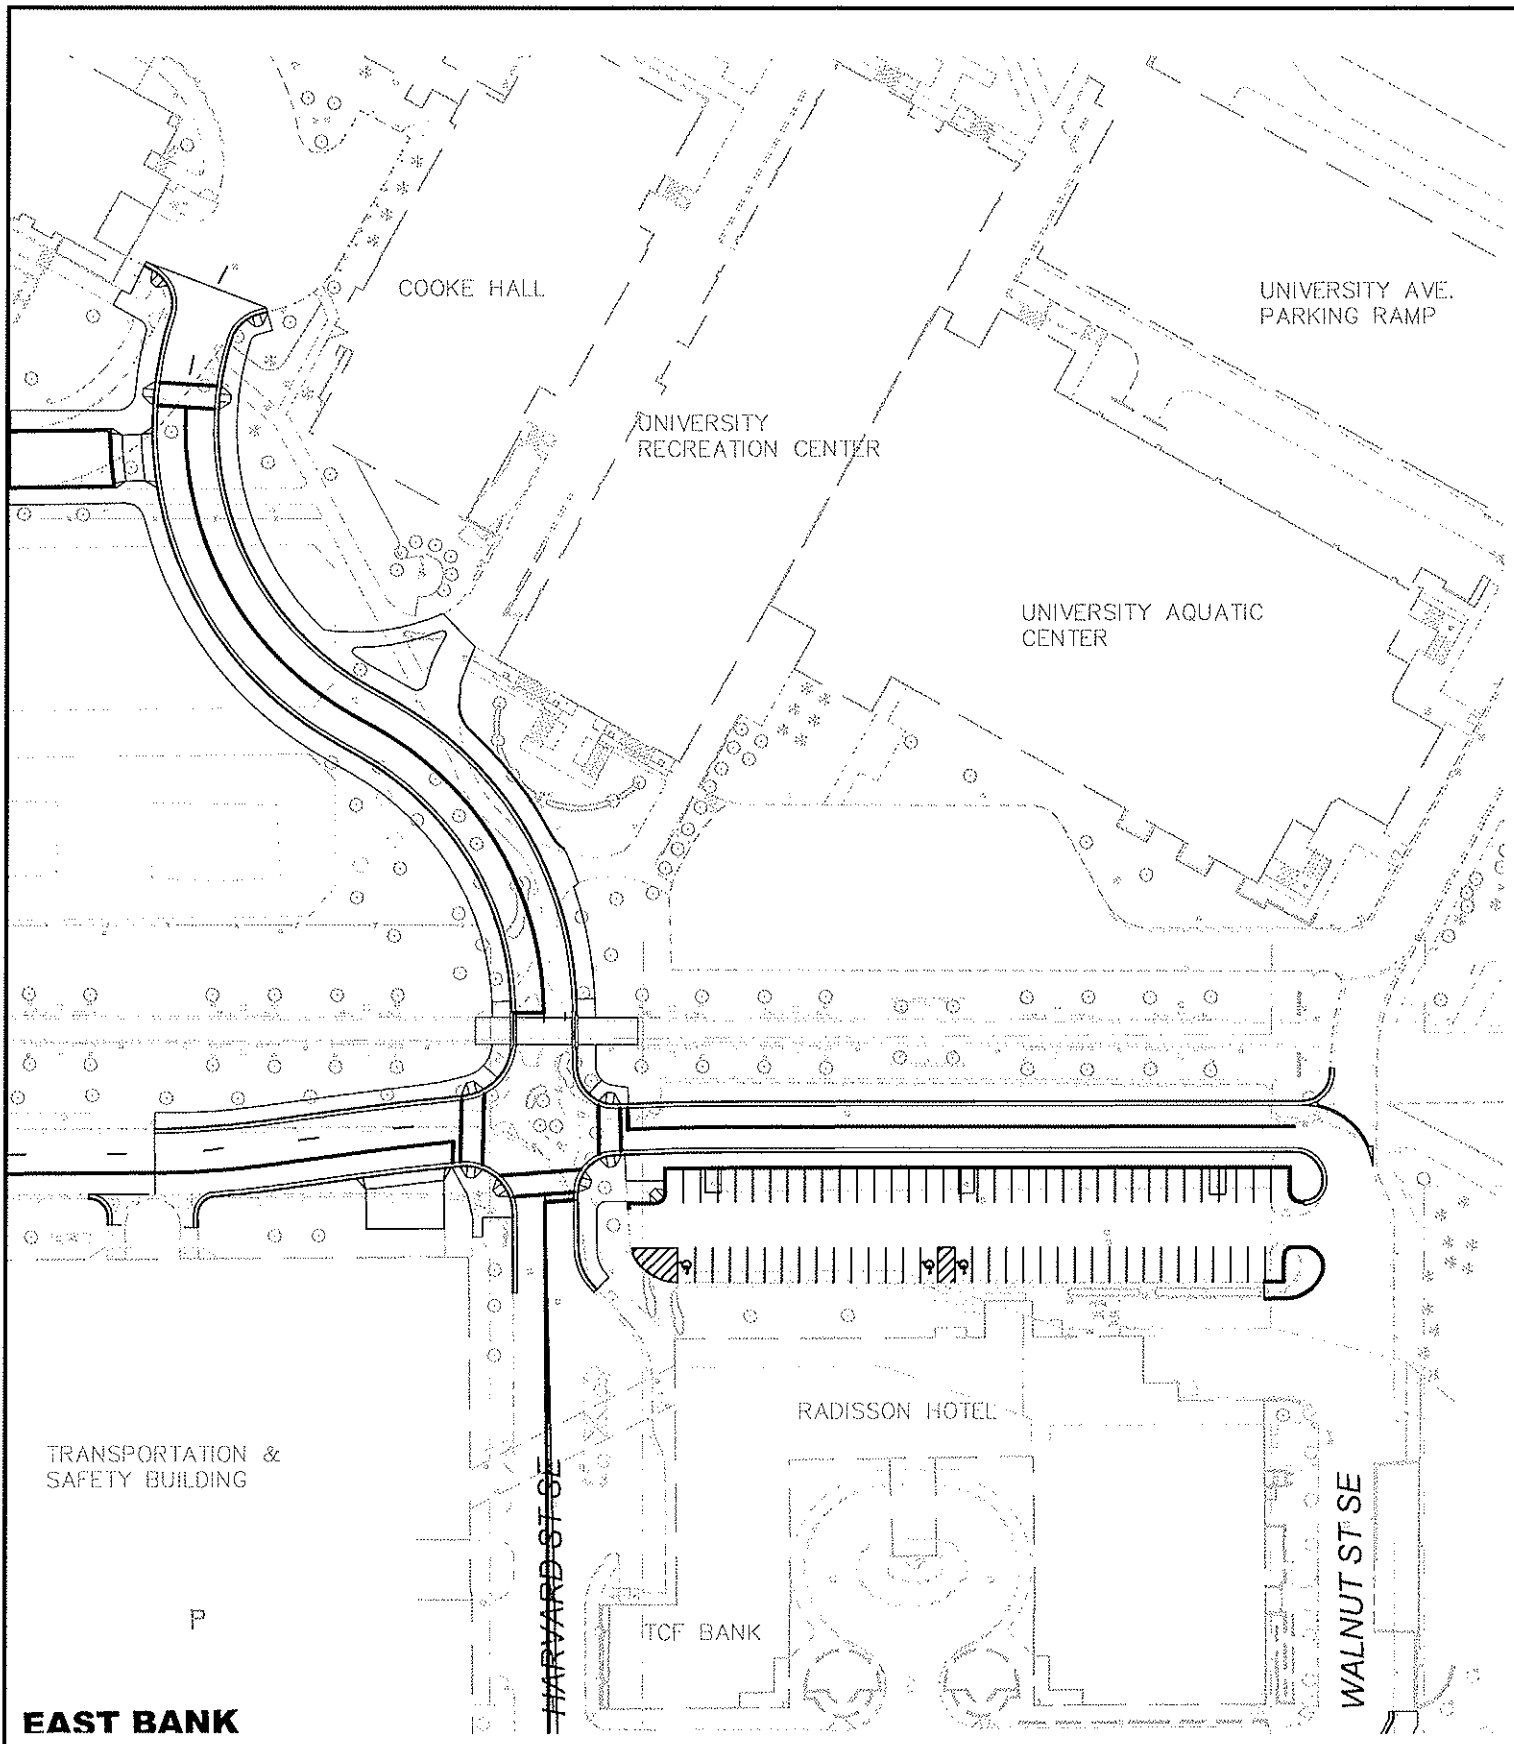 COOKE HALL
UNIVERSITY AVE.
PARKING RAMP
UNIVERSITY
RECREATION CENTER
UNIVERSITY AQUATIC
CENTER
RADISSON HOTEL
TRANSPORTATION &
SAFETY BUILDING
HARVARD ST SE
WALNUT ST SE
P
TCF BANK
EAST BANK